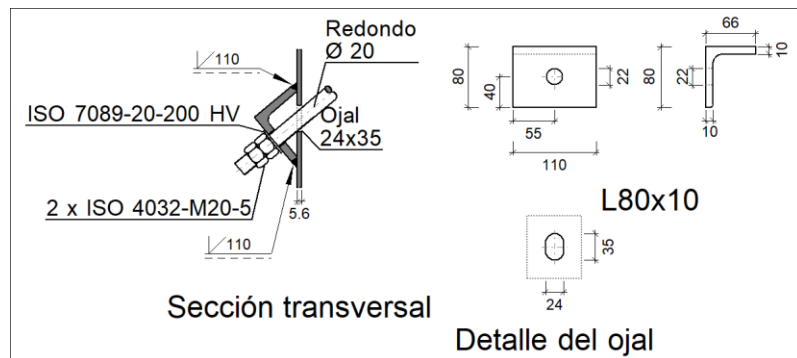 Redondo
Ø 20
110
ISO 7089-20-200 HV
Ojal
24x35
2 x ISO 4032-M20-5
5.6
110
Sección transversal
80
40
22
55
110
66
10
80
22
10
L80x10
35
24
Detalle del ojal